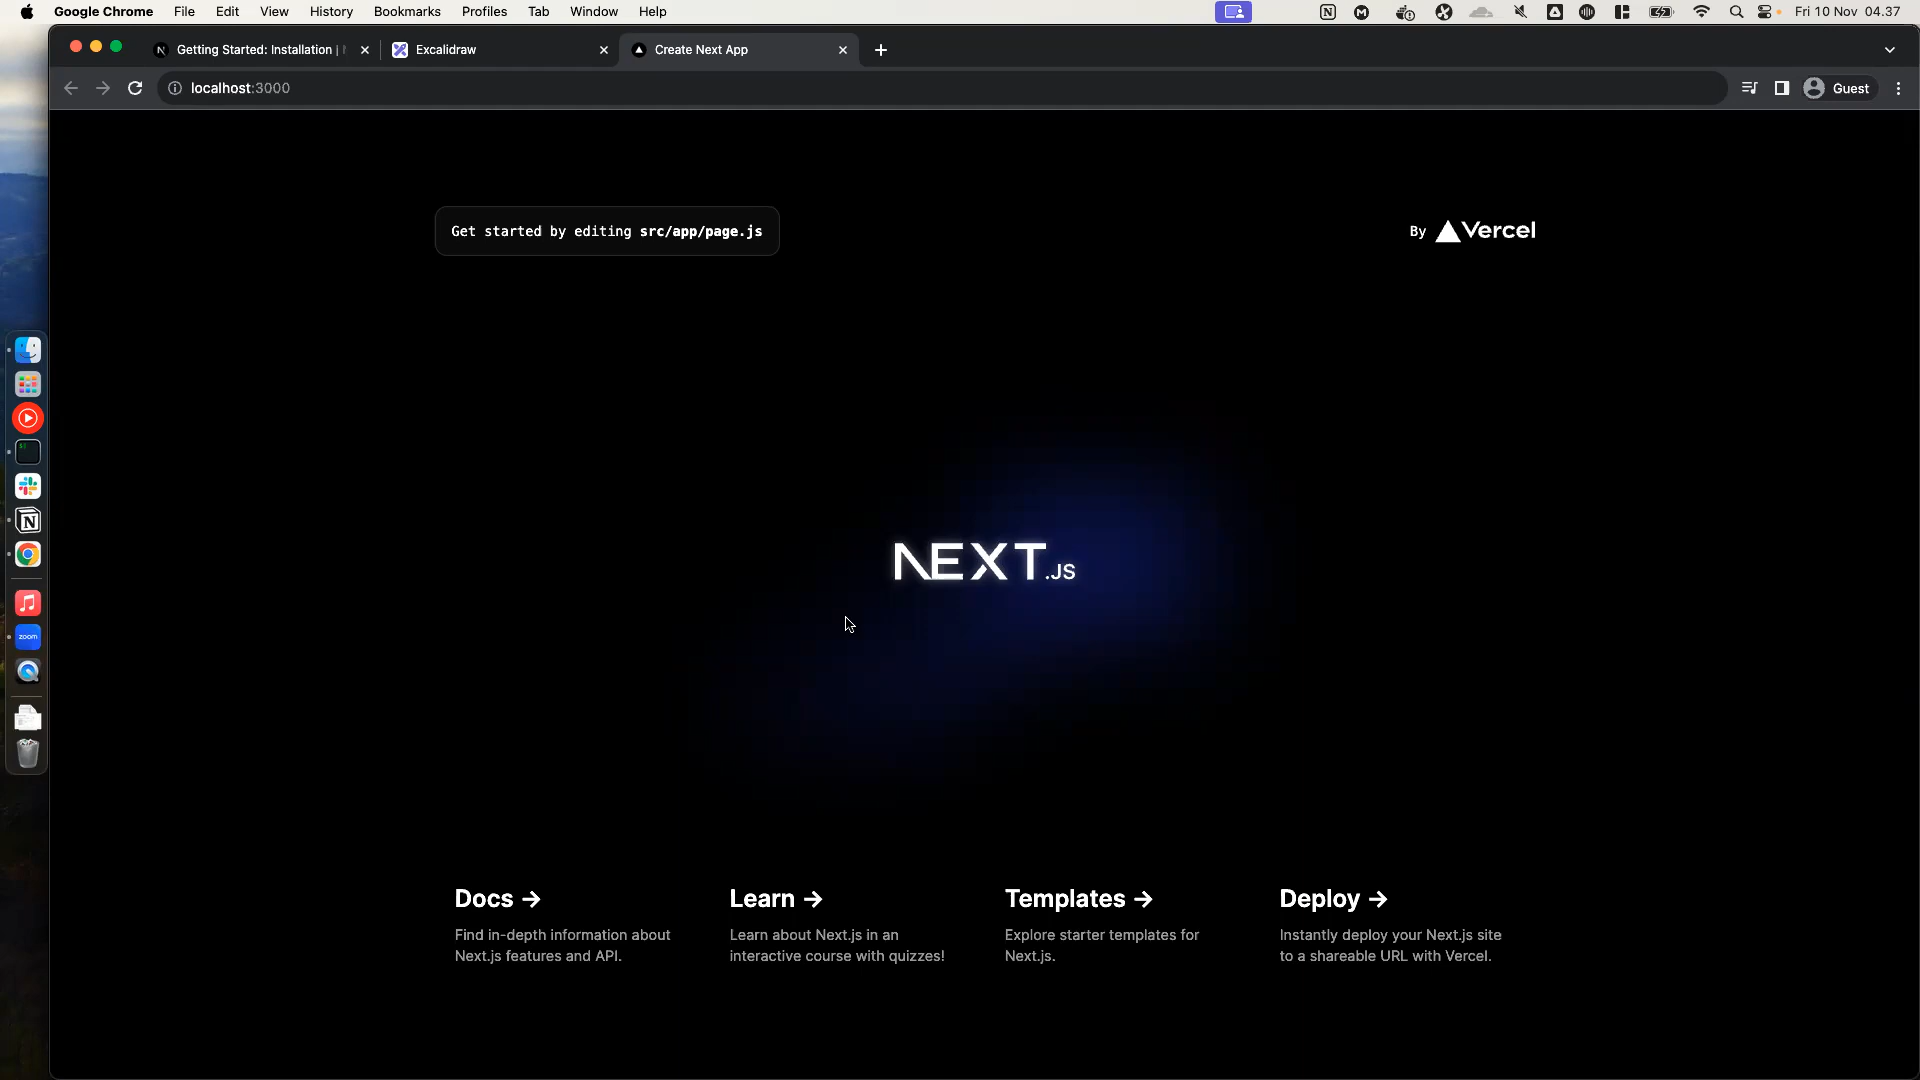 Google Chrome File Edit View History Bookmarks Profiles Tab Window Help Fri 10 Nov 04.37
Getting Started: Installation | Excalidraw Create Next App
localhost:3000 Guest
Get started by editing src/app/page.js
By Vercel
NEXT.JS
zoom
Docs ->
Find in-depth information about
Next.js features and API.
Learn ->
Learn about Next.js in an
interactive course with quizzes!
Templates ->
Explore starter templates for
Next.js.
Deploy ->
Instantly deploy your Next.js site
to a shareable URL with Vercel.